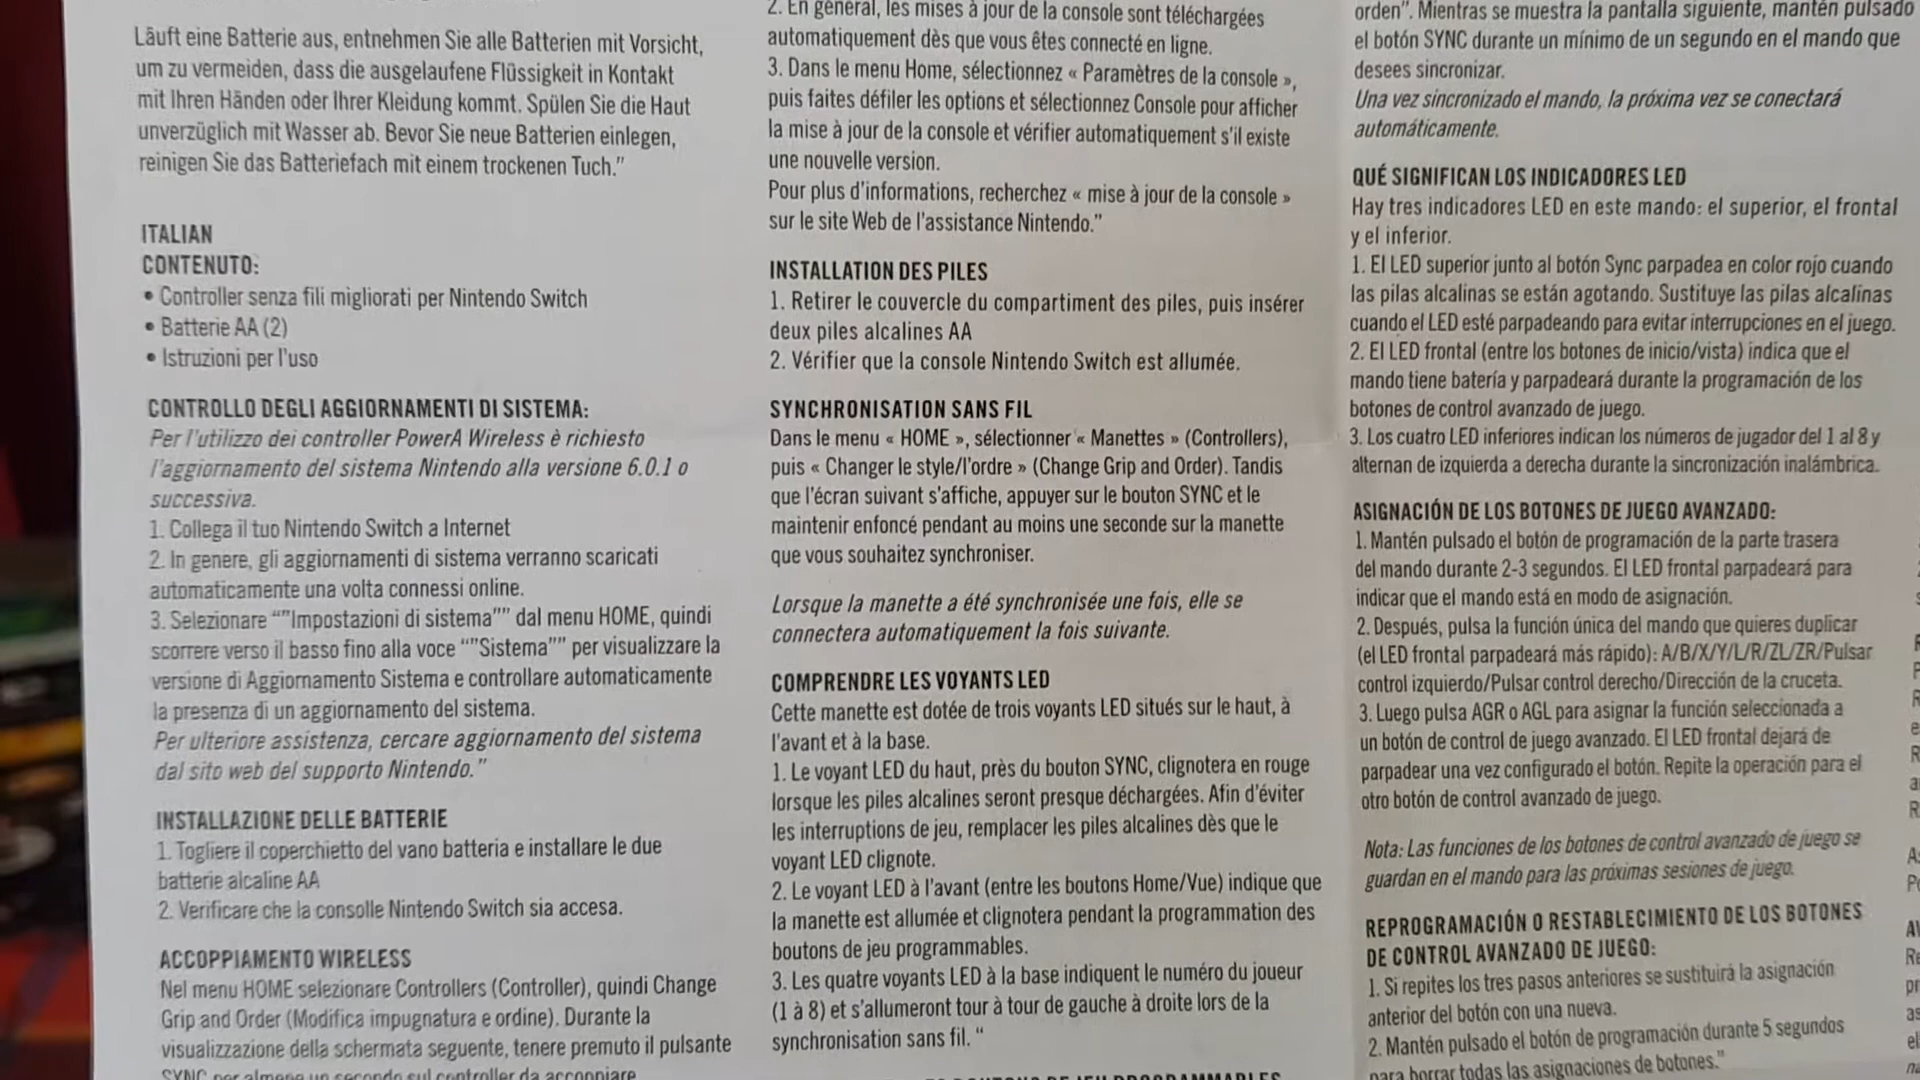 Läuft eine Batterie aus, entnehmen Sie alle Batterien mit Vorsicht,
um zu vermeiden, dass die ausgelaufene Flüssigkeit in Kontakt
mit Ihren Händen oder Ihrer Kleidung kommt. Spülen Sie die Haut
unverzüglich mit Wasser ab. Bevor Sie neue Batterien einlegen,
reinigen Sie das Batteriefach mit einem trockenen Tuch."
ITALIAN
CONTENUTO:
• Controller senza fili migliorati per Nintendo Switch
• Batterie AA (2)
• Istruzioni per l'uso
CONTROLLO DEGLI AGGIORNAMENTI DI SISTEMA:
Per l'utilizzo dei controller PowerA Wireless è richiesto
l'aggiornamento del sistema Nintendo alla versione 6.0.1 o
successiva.
1. Collega il tuo Nintendo Switch a Internet
2. In genere, gli aggiornamenti di sistema verranno scaricati
automaticamente una volta connessi online.
3. Selezionare “"Impostazioni di sistema"” dal menu HOME, quindi
scorrere verso il basso fino alla voce “"Sistema"” per visualizzare la
versione di Aggiornamento Sistema e controllare automaticamente
la presenza di un aggiornamento del sistema.
Per ulteriore assistenza, cercare aggiornamento del sistema
dal sito web del supporto Nintendo."
INSTALLAZIONE DELLE BATTERIE
1. Togliere il coperchietto del vano batteria e installare le due
batterie alcaline AA
2. Verificare che la consolle Nintendo Switch sia accesa.
ACCOPPIAMENTO WIRELESS
Nel menu HOME selezionare Controllers (Controller), quindi Change
Grip and Order (Modifica impugnatura e ordine). Durante la
visualizzazione della schermata seguente, tenere premuto il pulsante
SYNC per almeno un secondo sul controller da accoppiare
2. En général, les mises à jour de la console sont téléchargées
automatiquement dès que vous êtes connecté en ligne.
3. Dans le menu Home, sélectionnez « Paramètres de la console »,
puis faites défiler les options et sélectionnez Console pour afficher
la mise à jour de la console et vérifier automatiquement s'il existe
une nouvelle version.
Pour plus d'informations, recherchez « mise à jour de la console »
sur le site Web de l'assistance Nintendo."
INSTALLATION DES PILES
1. Retirer le couvercle du compartiment des piles, puis insérer
deux piles alcalines AA
2. Vérifier que la console Nintendo Switch est allumée.
SYNCHRONISATION SANS FIL
Dans le menu « HOME », sélectionner « Manettes » (Controllers),
puis « Changer le style/l'ordre » (Change Grip and Order). Tandis
que l'écran suivant s'affiche, appuyer sur le bouton SYNC et le
maintenir enfoncé pendant au moins une seconde sur la manette
que vous souhaitez synchroniser.
Lorsque la manette a été synchronisée une fois, elle se
connectera automatiquement la fois suivante.
COMPRENDRE LES VOYANTS LED
Cette manette est dotée de trois voyants LED situés sur le haut, à
l'avant et à la base.
1. Le voyant LED du haut, près du bouton SYNC, clignotera en rouge
lorsque les piles alcalines seront presque déchargées. Afin d'éviter
les interruptions de jeu, remplacer les piles alcalines dès que le
voyant LED clignote.
2. Le voyant LED à l'avant (entre les boutons Home/Vue) indique que
la manette est allumée et clignotera pendant la programmation des
boutons de jeu programmables.
3. Les quatre voyants LED à la base indiquent le numéro du joueur
(1 à 8) et s'allumeront tour à tour de gauche à droite lors de la
synchronisation sans fil. “
BOUTONS DE JEU PROGRAMMABLES
orden". Mientras se muestra la pantalla siguiente, mantén pulsado
el botón SYNC durante un mínimo de un segundo en el mando que
desees sincronizar.
Una vez sincronizado el mando, la próxima vez se conectará
automáticamente.
QUÉ SIGNIFICAN LOS INDICADORES LED
Hay tres indicadores LED en este mando: el superior, el frontal
y el inferior.
1. El LED superior junto al botón Sync parpadea en color rojo cuando
las pilas alcalinas se están agotando. Sustituye las pilas alcalinas
cuando el LED esté parpadeando para evitar interrupciones en el juego.
2. El LED frontal (entre los botones de inicio/vista) indica que el
mando tiene batería y parpadeará durante la programación de los
botones de control avanzado de juego.
3. Los cuatro LED inferiores indican los números de jugador del 1 al 8 y
alternan de izquierda a derecha durante la sincronización inalámbrica.
ASIGNACIÓN DE LOS BOTONES DE JUEGO AVANZADO:
1. Mantén pulsado el botón de programación de la parte trasera
del mando durante 2-3 segundos. El LED frontal parpadeará para
indicar que el mando está en modo de asignación.
2. Después, pulsa la función única del mando que quieres duplicar
(el LED frontal parpadeará más rápido): A/B/X/Y/L/R/ZL/ZR/Pulsar
control izquierdo/Pulsar control derecho/Dirección de la cruceta.
3. Luego pulsa AGR o AGL para asignar la función seleccionada a
un botón de control de juego avanzado. El LED frontal dejará de
parpadear una vez configurado el botón. Repite la operación para el
otro botón de control avanzado de juego.
Nota: Las funciones de los botones de control avanzado de juego se
guardan en el mando para las próximas sesiones de juego.
REPROGRAMACIÓN O RESTABLECIMIENTO DE LOS BOTONES
DE CONTROL AVANZADO DE JUEGO:
1. Si repites los tres pasos anteriores se sustituirá la asignación
anterior del botón con una nueva.
2. Mantén pulsado el botón de programación durante 5 segundos
para borrar todas las asignaciones de botones."